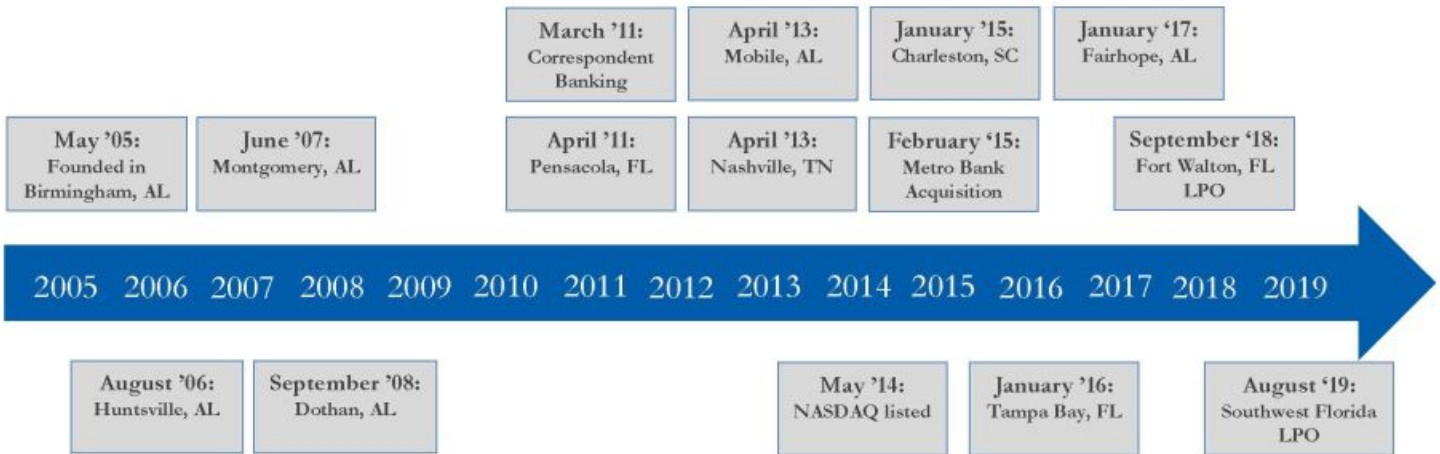 March ’11:
Correspondent
Banking
April ’13:
Mobile, AL
January ’15:
Charleston, SC
January ‘17:
Fairhope, AL
May ’05:
Founded in
Birmingham, AL
June ’07:
Montgomery, AL
April ’11:
Pensacola, FL
April ’13:
Nashville, TN
February ‘15:
Metro Bank
Acquisition
September ‘18:
Fort Walton, FL
LPO
2005 2006 2007 2008 2009 2010 2011 2012 2013 2014 2015 2016 2017 2018 2019
August ’06:
Huntsville, AL
September ’08:
Dothan, AL
May ’14:
NASDAQ listed
January ’16:
Tampa Bay, FL
August ‘19:
Southwest Florida
LPO